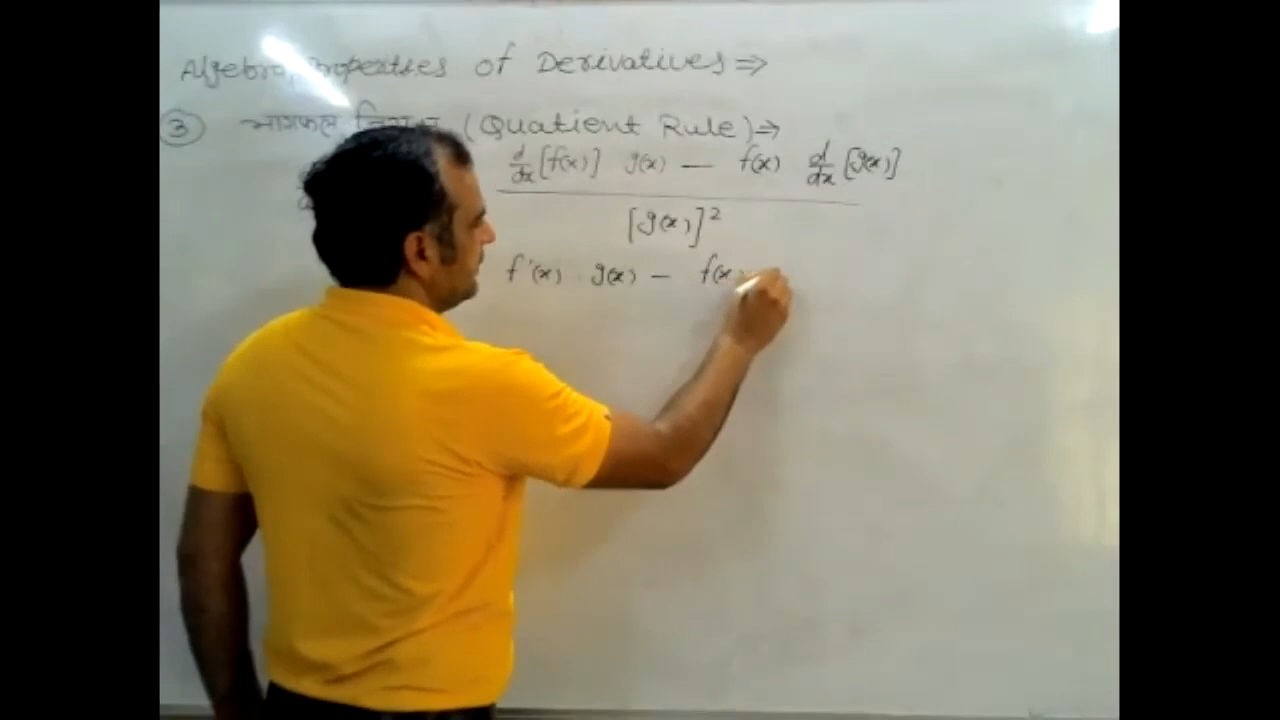 Algebra Properties of Derivatives ⇒
③ भागफल नियम (Quatient Rule) ⇒
d/dx [f(x)] g(x) — f(x) d/dx [g(x)]
[g(x)]²
f'(x) · g(x) — f(x)